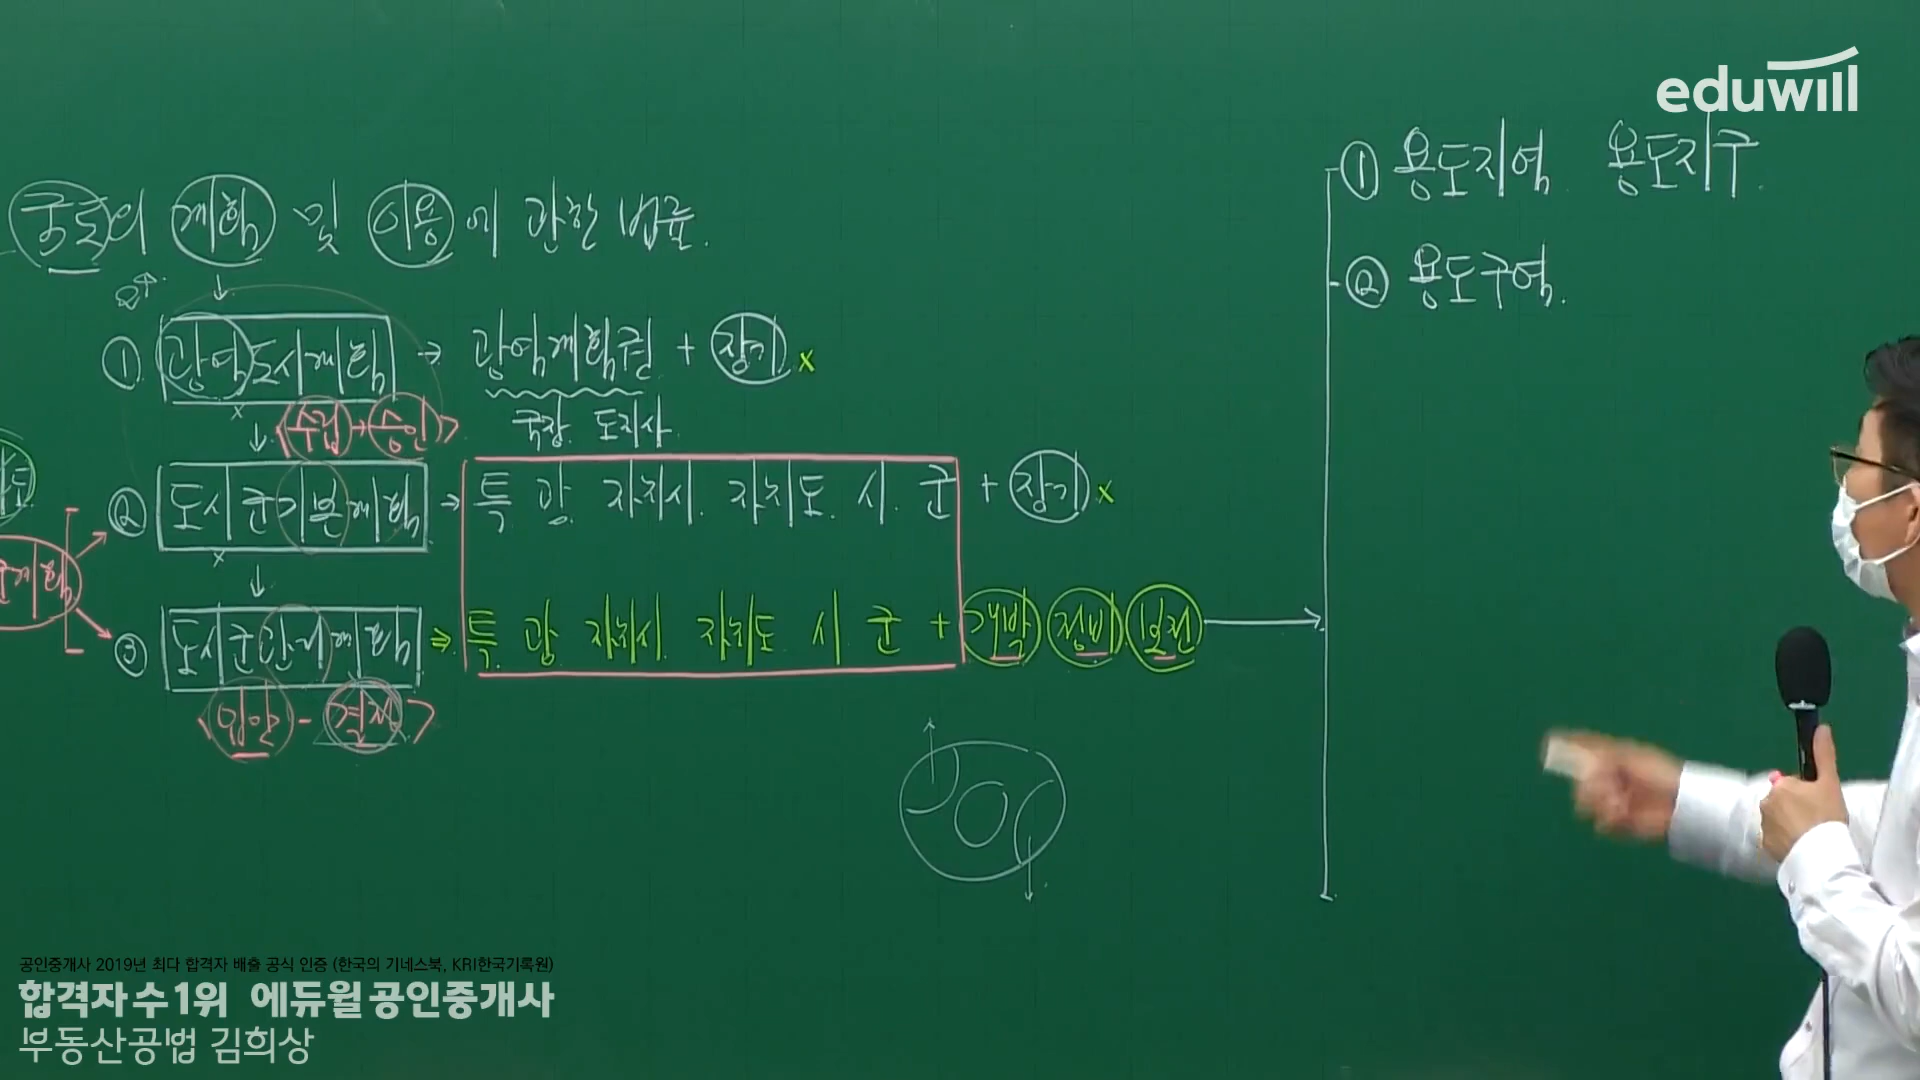 eduwill
국토의 계획 및 이용에 관한 법률.
① 광역도시계획 → 광역계획권 + 장기 x
국장. 도지사.
<수립→승인>
② 도시군기본계획 → 특 광. 자치시. 자치도. 시. 군 + 장기 x
③ 도시군관리계획 ⇒ 특. 광. 자치시. 자치도 시. 군 + 개발 정비 보전 →
<입안-결정>
① 용도지역. 용도지구.
② 용도구역.
공인중개사 2019년 최다 합격자 배출 공식 인증 (한국의 기네스북, KRI한국기록원)
합격자 수 1위 에듀윌 공인중개사
부동산공법 김희상